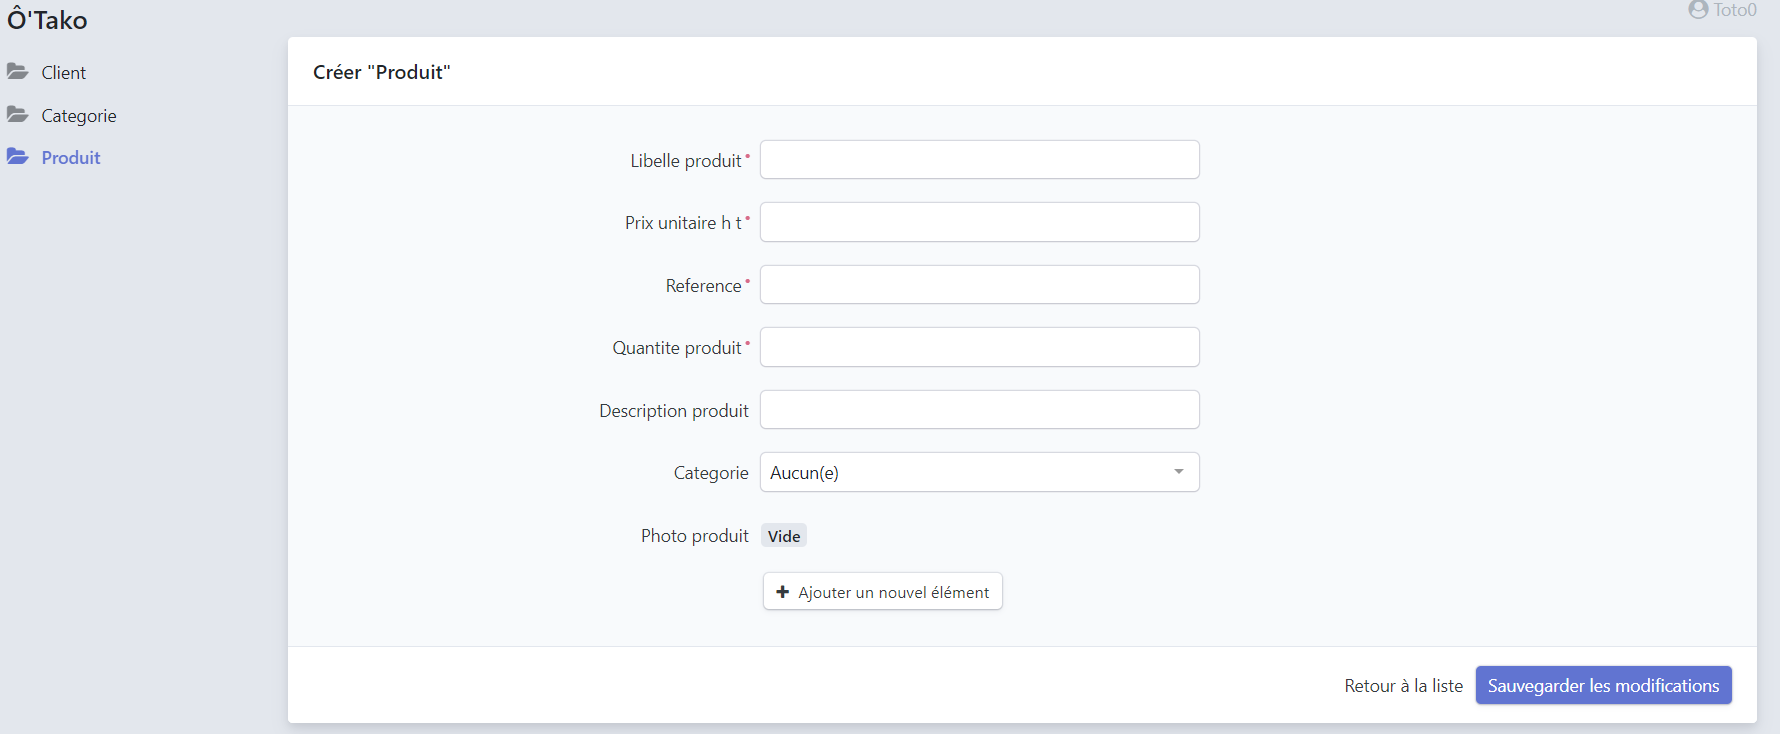 Ô'Tako
Toto0
Client
Categorie
Produit
Créer "Produit"
Libelle produit*
Prix unitaire h t*
Reference*
Quantite produit*
Description produit
Categorie Aucun(e)
Photo produit Vide
+ Ajouter un nouvel élément
Retour à la liste Sauvegarder les modifications